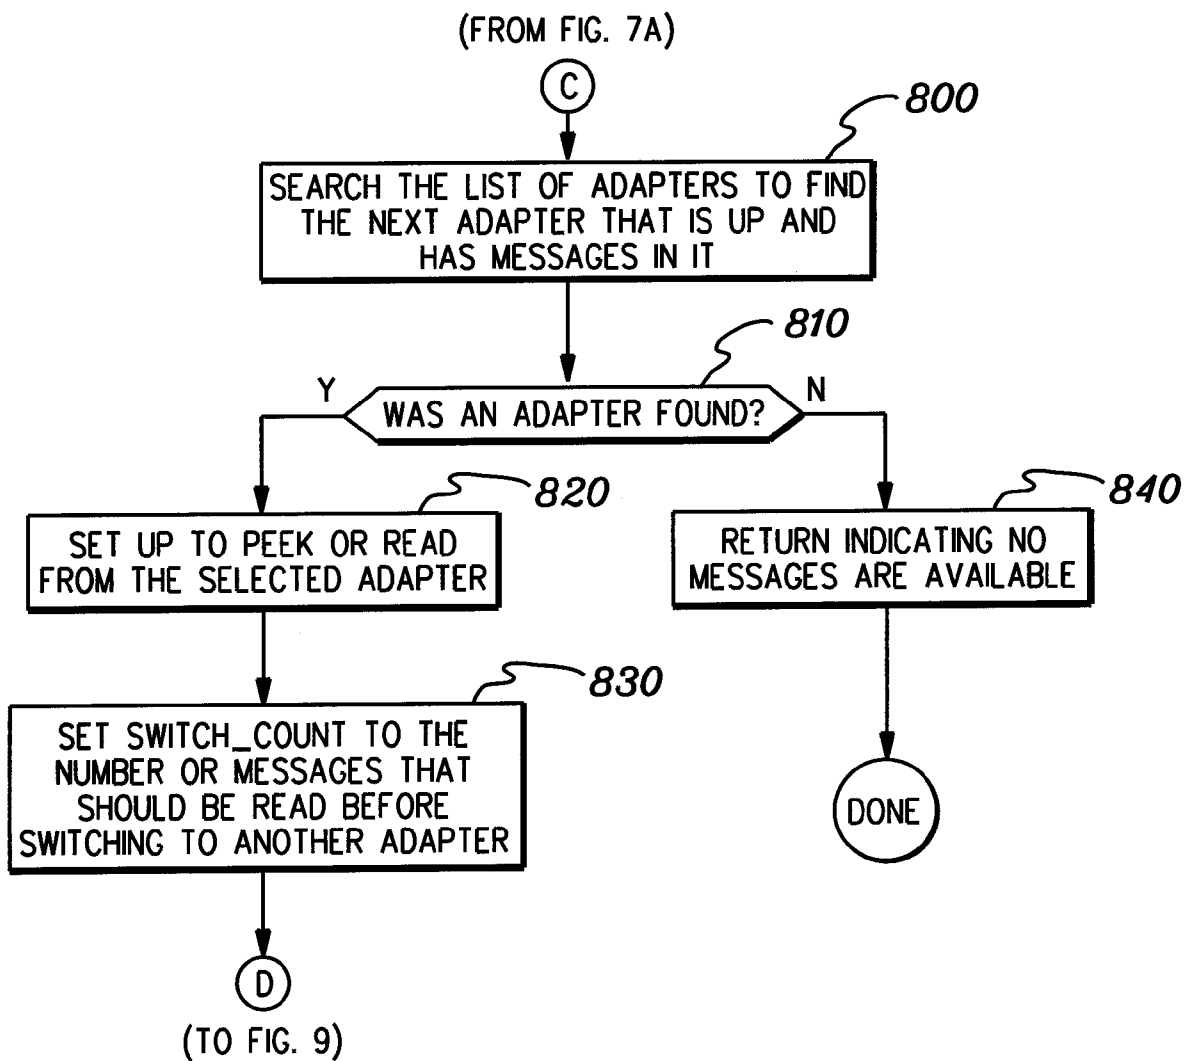 (FROM FIG. 7A)
C
800
SEARCH THE LIST OF ADAPTERS TO FIND
THE NEXT ADAPTER THAT IS UP AND
HAS MESSAGES IN IT
810
Y
WAS AN ADAPTER FOUND?
N
820
SET UP TO PEEK OR READ
FROM THE SELECTED ADAPTER
840
RETURN INDICATING NO
MESSAGES ARE AVAILABLE
830
SET SWITCH_COUNT TO THE
NUMBER OR MESSAGES THAT
SHOULD BE READ BEFORE
SWITCHING TO ANOTHER ADAPTER
DONE
D
(TO FIG. 9)